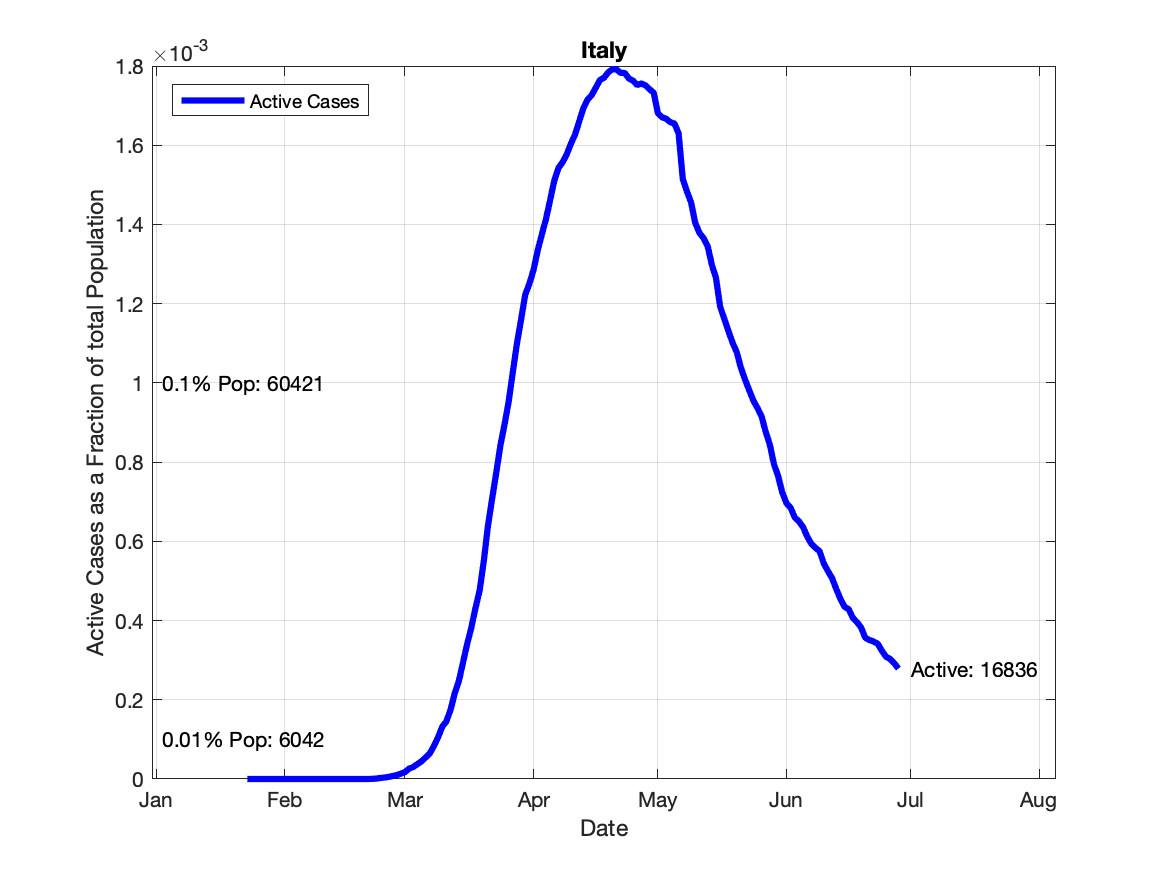 Italy
×10-3
Active Cases
1.8
1.6
1.4
1.2
1
0.8
0.6
0.4
0.2
0
0.1% Pop: 60421
0.01% Pop: 6042
Active: 16836
Active Cases as a Fraction of total Population
Jan Feb Mar Apr May Jun Jul Aug
Date